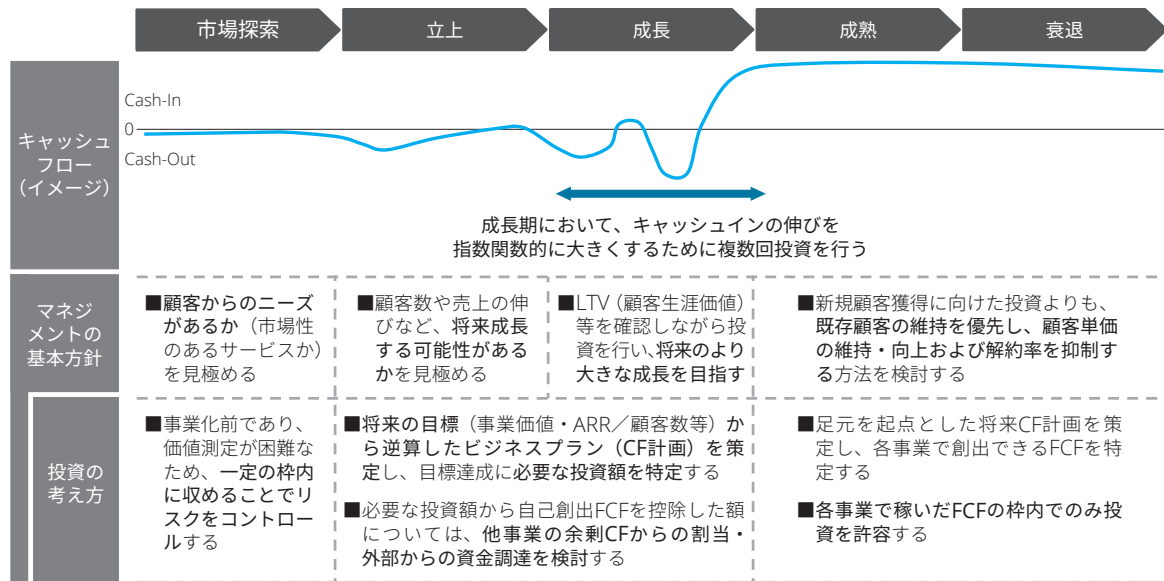 市場探索
立上
成長
成熟
衰退
キャッシュ
フロー
（イメージ）
Cash-In
0
Cash-Out
成長期において、キャッシュインの伸びを
指数関数的に大きくするために複数回投資を行う
マネジ
メントの
基本方針
■顧客からのニーズ
があるか（市場性
のあるサービスか）
を見極める
■顧客数や売上の伸
びなど、将来成長
する可能性がある
かを見極める
■LTV（顧客生涯価値）
等を確認しながら投
資を行い、将来のより
大きな成長を目指す
■新規顧客獲得に向けた投資よりも、
既存顧客の維持を優先し、顧客単価
の維持・向上および解約率を抑制す
る方法を検討する
投資の
考え方
■事業化前であり、
価値測定が困難な
ため、一定の枠内
に収めることでリ
スクをコントロー
ルする
■将来の目標（事業価値・ARR／顧客数等）か
ら逆算したビジネスプラン（CF計画）を策
定し、目標達成に必要な投資額を特定する
■必要な投資額から自己創出FCFを控除した額
については、他事業の余剰CFからの割当・
外部からの資金調達を検討する
■足元を起点とした将来CF計画を策
定し、各事業で創出できるFCFを特
定する
■各事業で稼いだFCFの枠内でのみ投
資を許容する